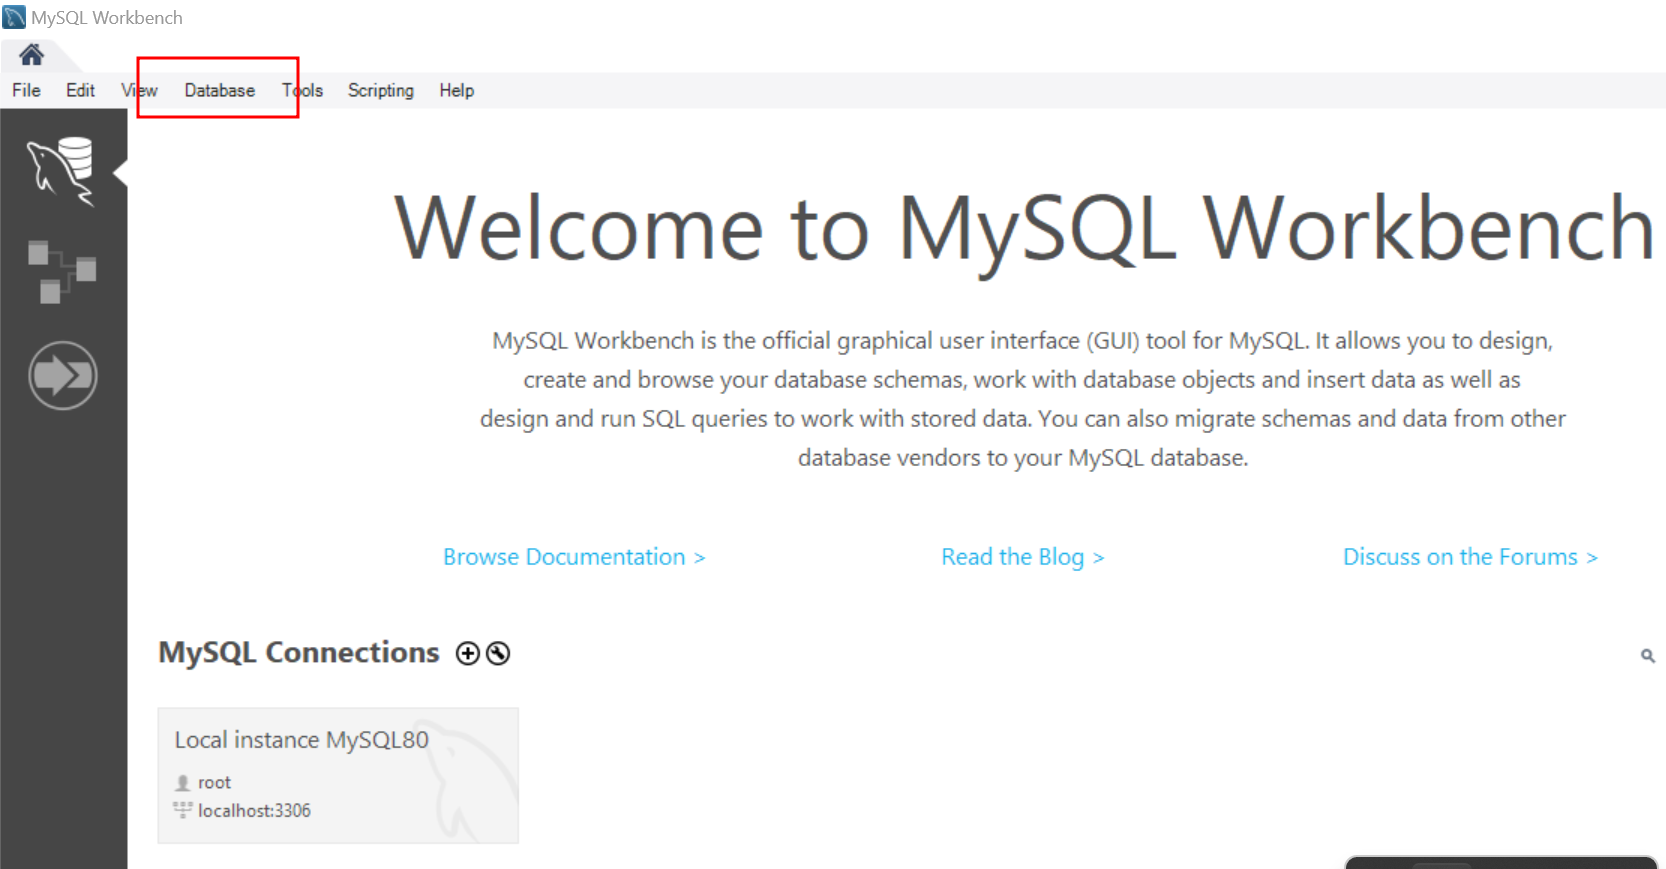 MySQL Workbench
File Edit View Database Tools Scripting Help
Welcome to MySQL Workbench
MySQL Workbench is the official graphical user interface (GUI) tool for MySQL. It allows you to design,
create and browse your database schemas, work with database objects and insert data as well as
design and run SQL queries to work with stored data. You can also migrate schemas and data from other
database vendors to your MySQL database.
Browse Documentation > Read the Blog > Discuss on the Forums >
MySQL Connections
Local instance MySQL80
root
localhost:3306